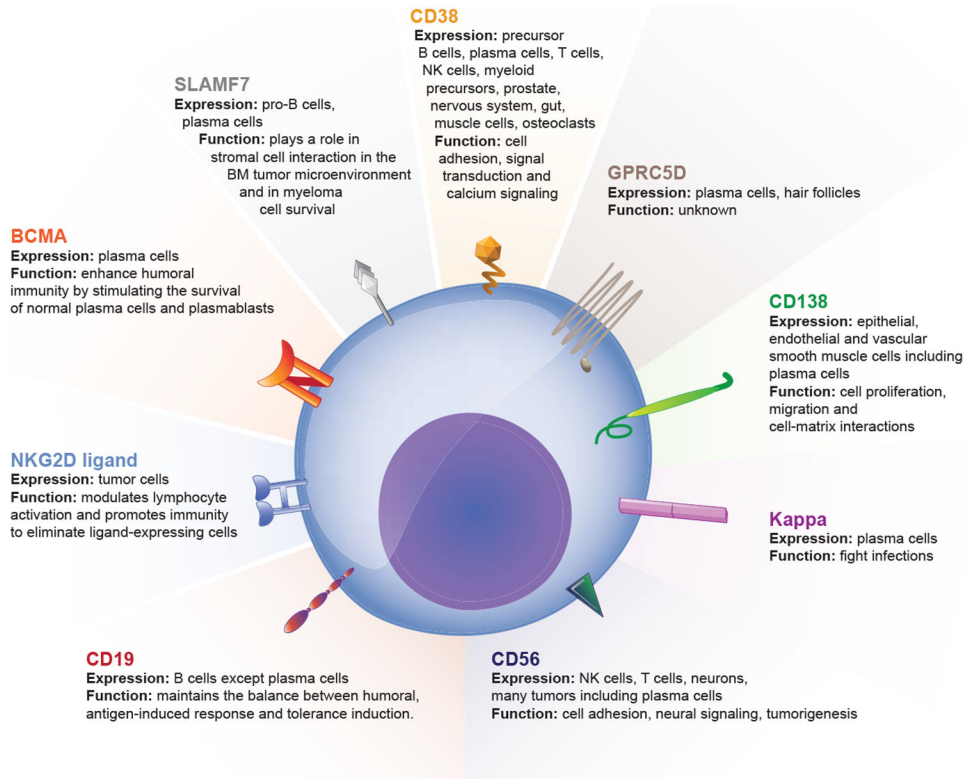 CD38
Expression: precursor
B cells, plasma cells, T cells,
NK cells, myeloid
precursors, prostate,
nervous system, gut,
muscle cells, osteoclasts
Function: cell
adhesion, signal
transduction and
calcium signaling
SLAMF7
Expression: pro-B cells,
plasma cells
Function: plays a role in
stromal cell interaction in the
BM tumor microenvironment
and in myeloma
cell survival
GPRC5D
Expression: plasma cells, hair follicles
Function: unknown
BCMA
Expression: plasma cells
Function: enhance humoral
immunity by stimulating the survival
of normal plasma cells and plasmablasts
CD138
Expression: epithelial,
endothelial and vascular
smooth muscle cells including
plasma cells
Function: cell proliferation,
migration and
cell-matrix interactions
NKG2D ligand
Expression: tumor cells
Function: modulates lymphocyte
activation and promotes immunity
to eliminate ligand-expressing cells
Kappa
Expression: plasma cells
Function: fight infections
CD19
Expression: B cells except plasma cells
Function: maintains the balance between humoral,
antigen-induced response and tolerance induction.
CD56
Expression: NK cells, T cells, neurons,
many tumors including plasma cells
Function: cell adhesion, neural signaling, tumorigenesis